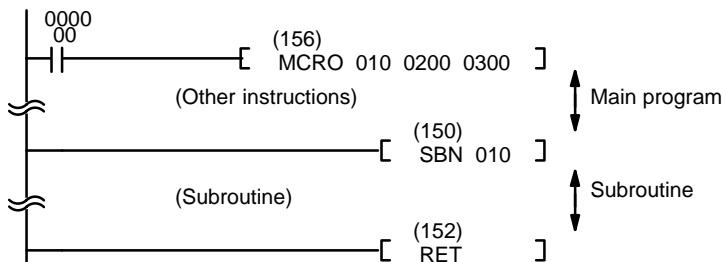 0000
00
(156)
MCRO 010 0200 0300
(Other instructions)
Main program
(150)
SBN 010
(Subroutine)
Subroutine
(152)
RET